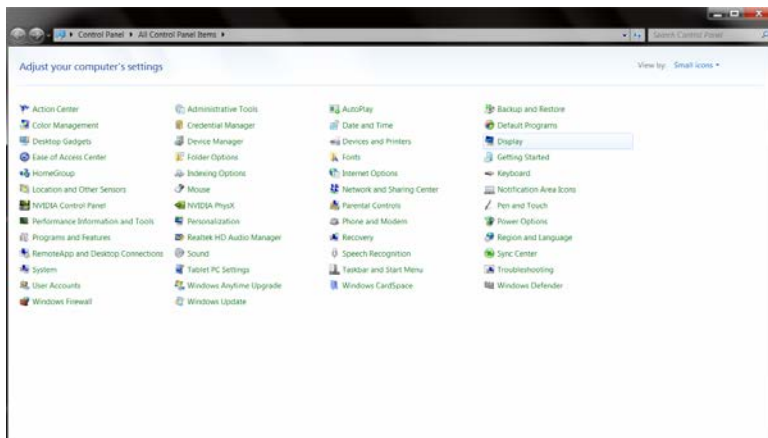 Control Panel ▸ All Control Panel Items ▸ Search Control Panel
Adjust your computer's settings View by: Small icons
Action Center Administrative Tools AutoPlay Backup and Restore
Color Management Credential Manager Date and Time Default Programs
Desktop Gadgets Device Manager Devices and Printers Display
Ease of Access Center Folder Options Fonts Getting Started
HomeGroup Indexing Options Internet Options Keyboard
Location and Other Sensors Mouse Network and Sharing Center Notification Area Icons
NVIDIA Control Panel NVIDIA PhysX Parental Controls Pen and Touch
Performance Information and Tools Personalization Phone and Modem Power Options
Programs and Features Realtek HD Audio Manager Recovery Region and Language
RemoteApp and Desktop Connections Sound Speech Recognition Sync Center
System Tablet PC Settings Taskbar and Start Menu Troubleshooting
User Accounts Windows Anytime Upgrade Windows CardSpace Windows Defender
Windows Firewall Windows Update